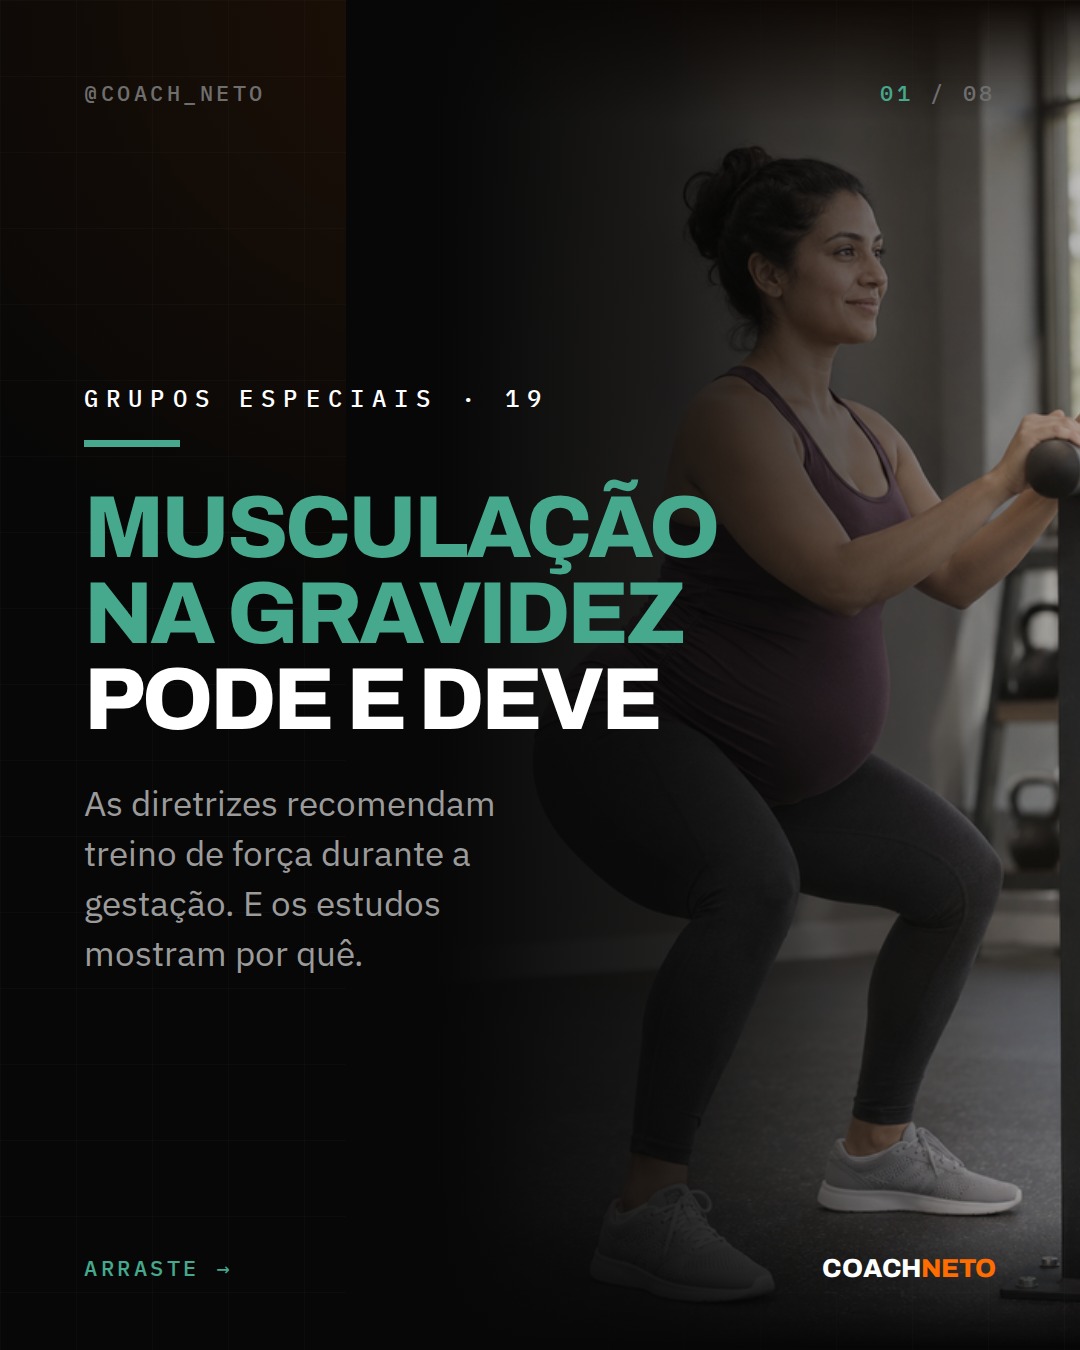 @COACH_NETO
01 / 08
GRUPOS ESPECIAIS · 19
MUSCULAÇÃO
NA GRAVIDEZ
PODE E DEVE
As diretrizes recomendam
treino de força durante a
gestação. E os estudos
mostram por quê.
ARRASTE →
COACHNETO